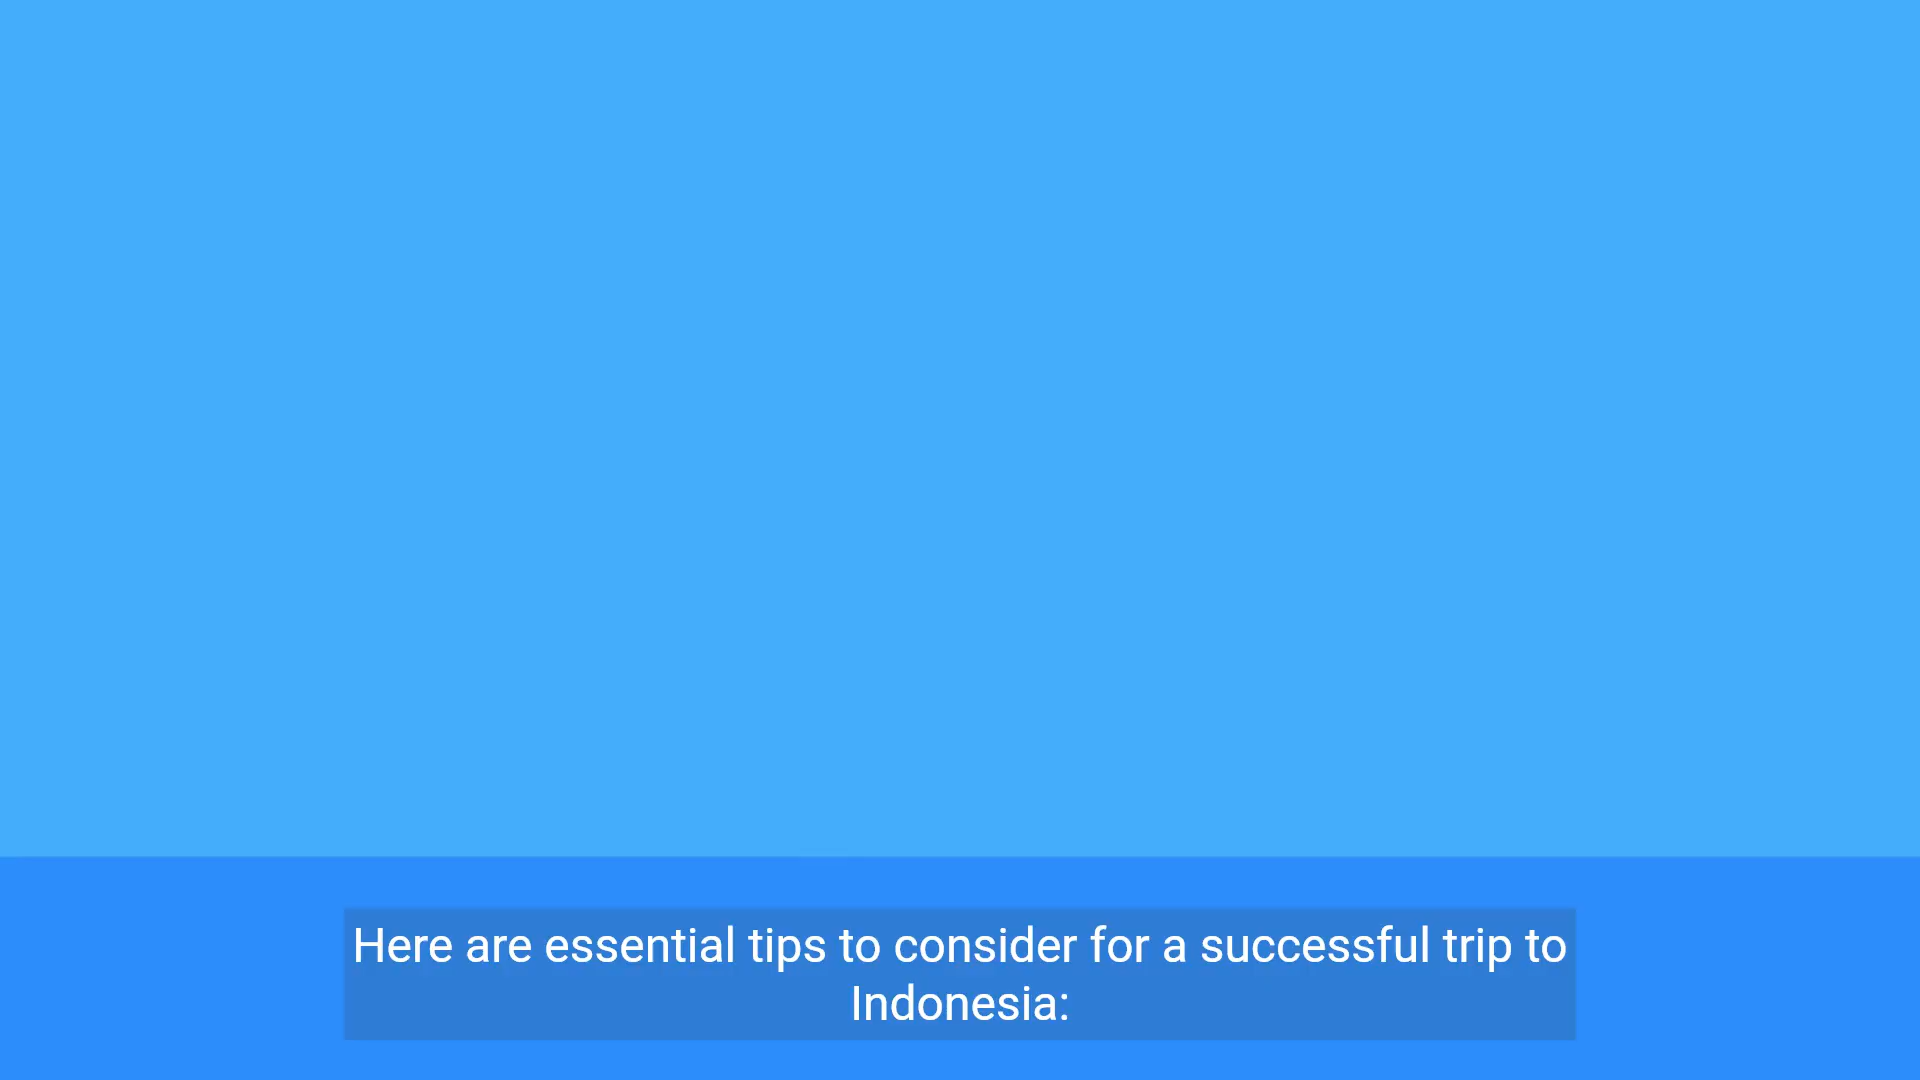 Here are essential tips to consider for a successful trip to
Indonesia: